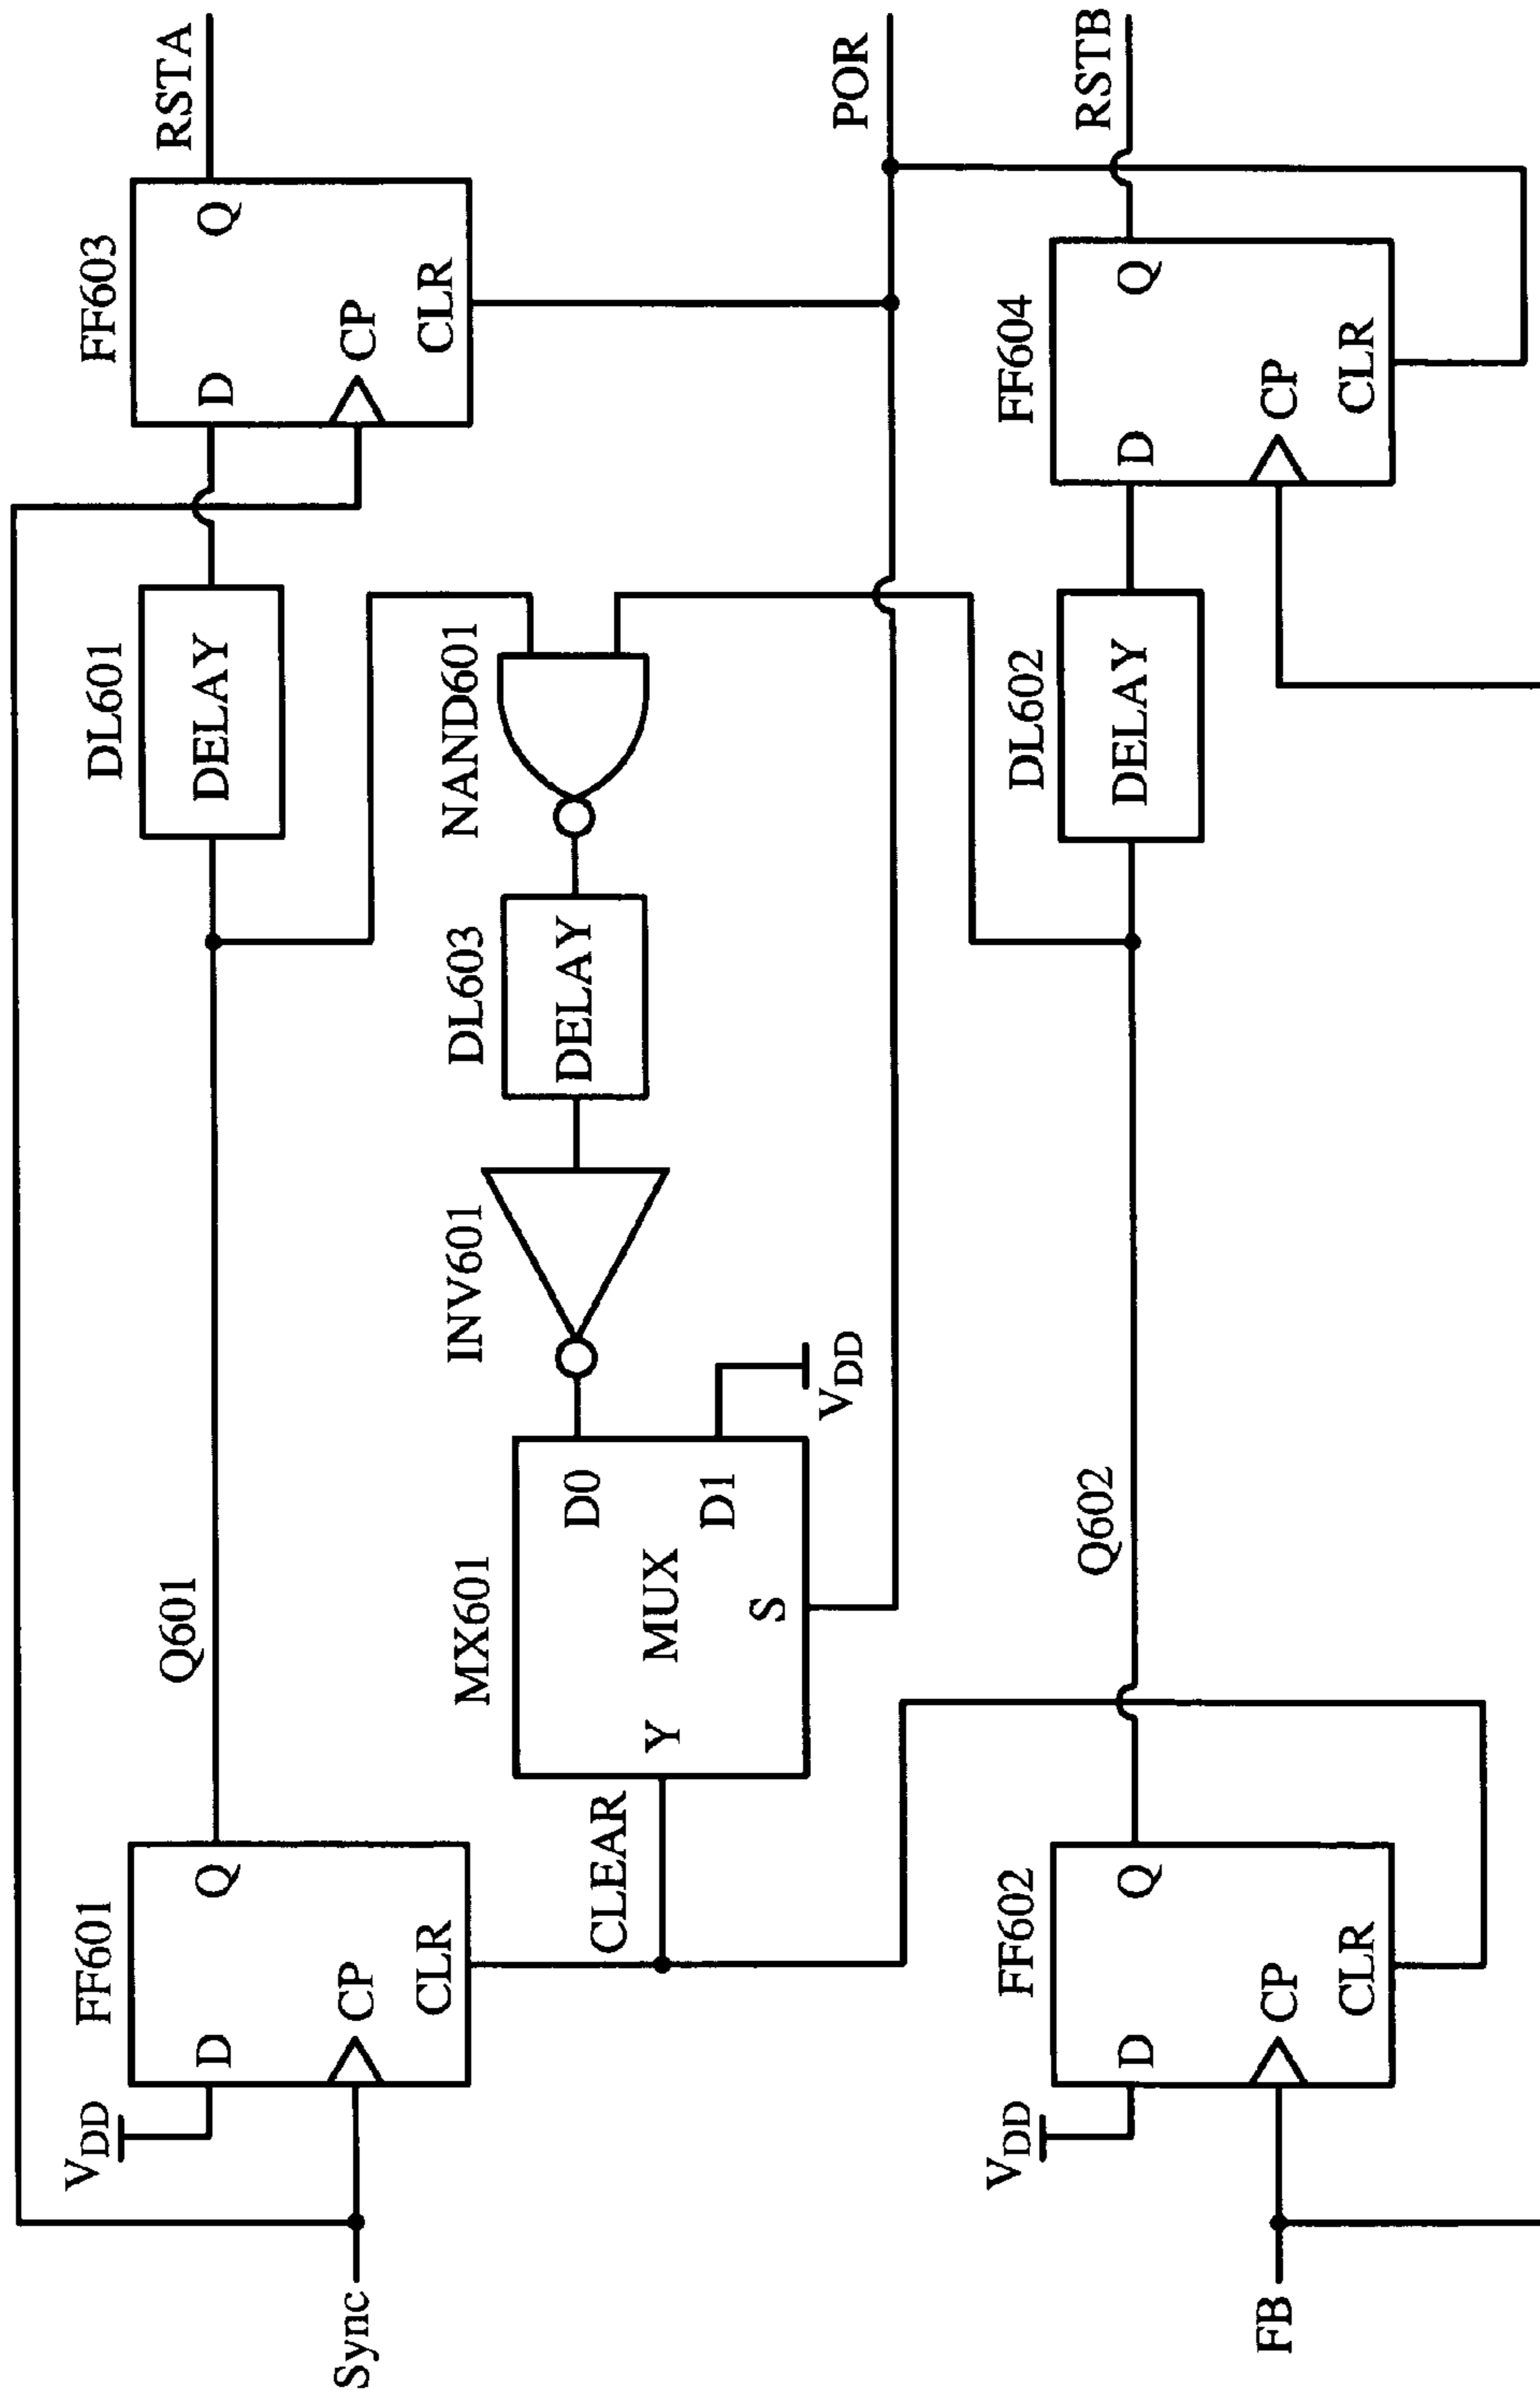 VDD
FF601
D
Q
CP
CLR
Sync
Q601
DL601
DELAY
FF603
D
Q
CP
CLR
RSTA
CLEAR
MX601
Y
MUX
D0
D1
S
VDD
INV601
DL603
DELAY
NAND601
POR
VDD
FF602
D
Q
CP
CLR
FB
Q602
DL602
DELAY
FF604
D
Q
CP
CLR
RSTB